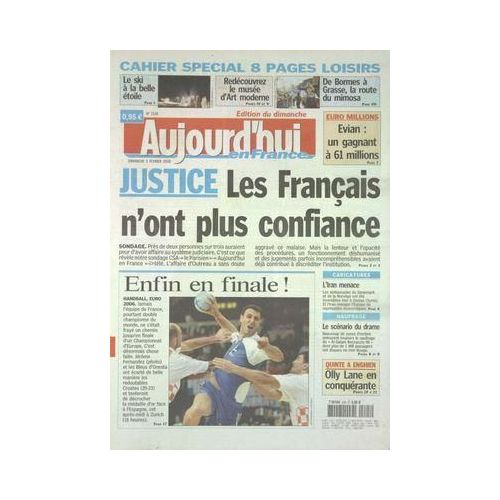 CAHIER SPECIAL 8 PAGES LOISIRS
Le ski
à la belle
étoile
Redécouvrez
le musée
d'Art moderne
De Bormes à
Grasse, la route
du mimosa
0,95 €
Edition du dimanche
Aujourd'hui
en France
DIMANCHE 5 FÉVRIER 2006
EURO MILLIONS
Evian :
un gagnant
à 61 millions
JUSTICE Les Français
n'ont plus confiance
SONDAGE. Près de deux personnes sur trois auraient
peur d'avoir affaire au système judiciaire. C'est ce que
révèle notre sondage CSA - le Parisien - Aujourd'hui
en France - i>télé. L'affaire d'Outreau a sans doute
aggravé ce malaise. Mais la lenteur et l'opacité
des procédures, un fonctionnement déshumanisé
et des jugements parfois incompréhensibles avaient
déjà contribué à discréditer l'institution.
Enfin en finale !
HANDBALL, EURO
2006. Jamais
l'équipe de France,
pourtant double
championne du
monde, ne s'était
frayé un chemin
jusqu'en finale
d'un Championnat
d'Europe. C'est
désormais chose
faite. Jérôme
Fernandez (photo)
et les Bleus d'Onesta
ont écarté de belle
manière les
redoutables
Croates (29-23)
et tenteront
de décrocher
la médaille d'or face
à l'Espagne, cet
après-midi à Zurich
CARICATURES
L'Iran menace
NAUFRAGE
Le scénario du drame
QUINTÉ A ENGHIEN
Olly Lane en
conquérante